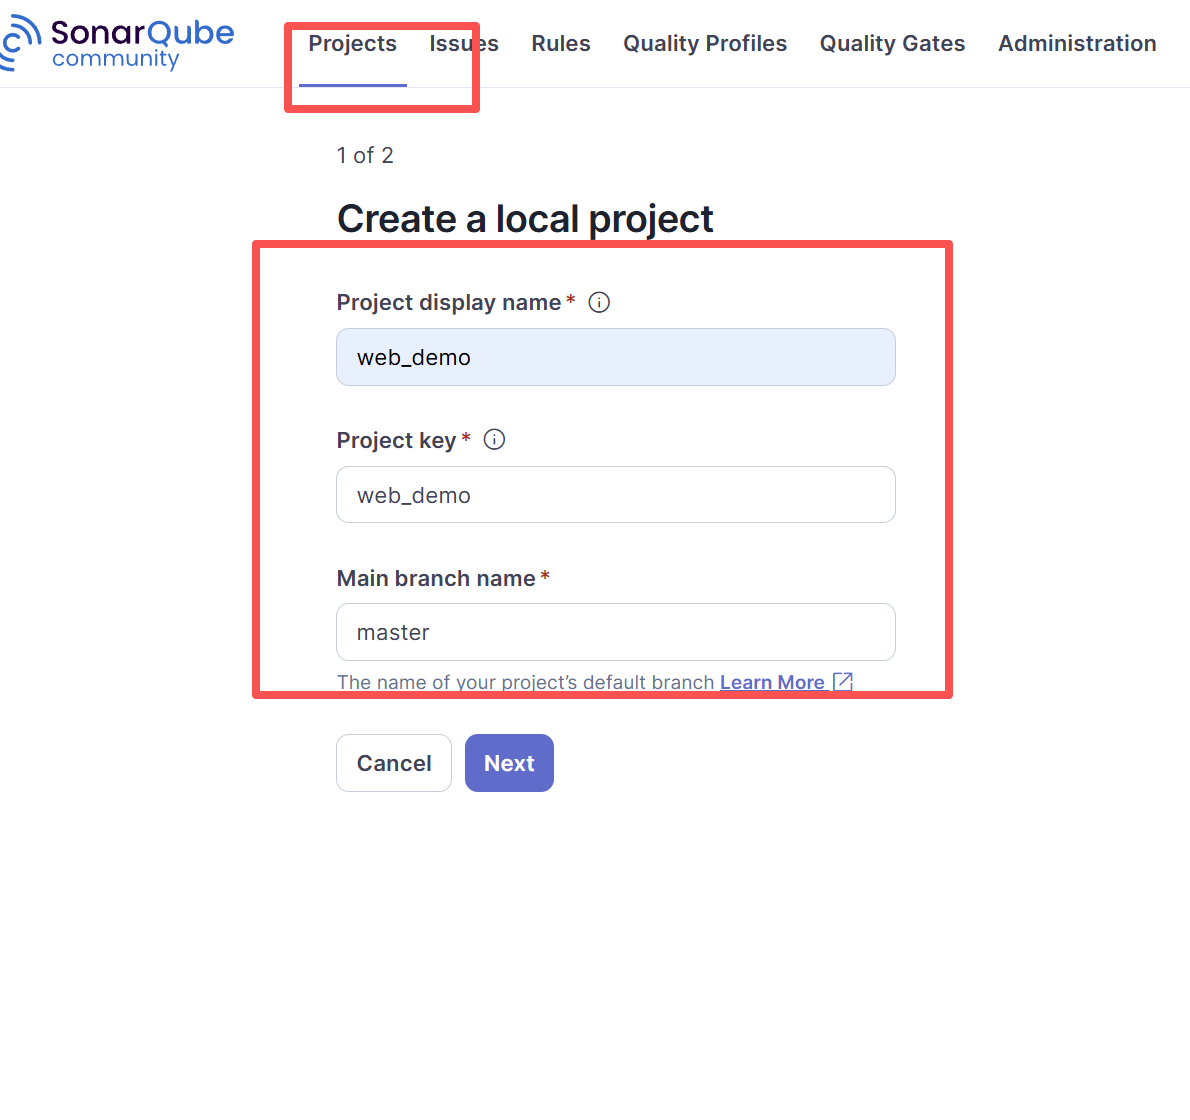 SonarQube
community
Projects Issues Rules Quality Profiles Quality Gates Administration
1 of 2
Create a local project
Project display name *
web_demo
Project key *
web_demo
Main branch name *
master
The name of your project’s default branch Learn More
Cancel Next